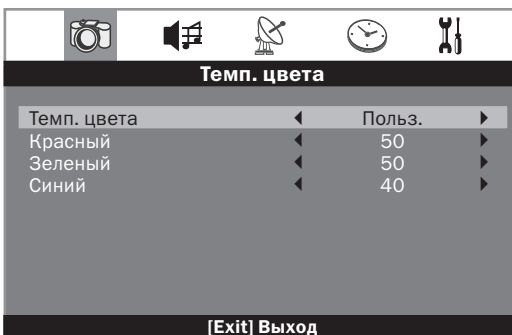 Темп. цвета
Темп. цвета Польз.
Красный 50
Зеленый 50
Синий 40
[Exit] Выход